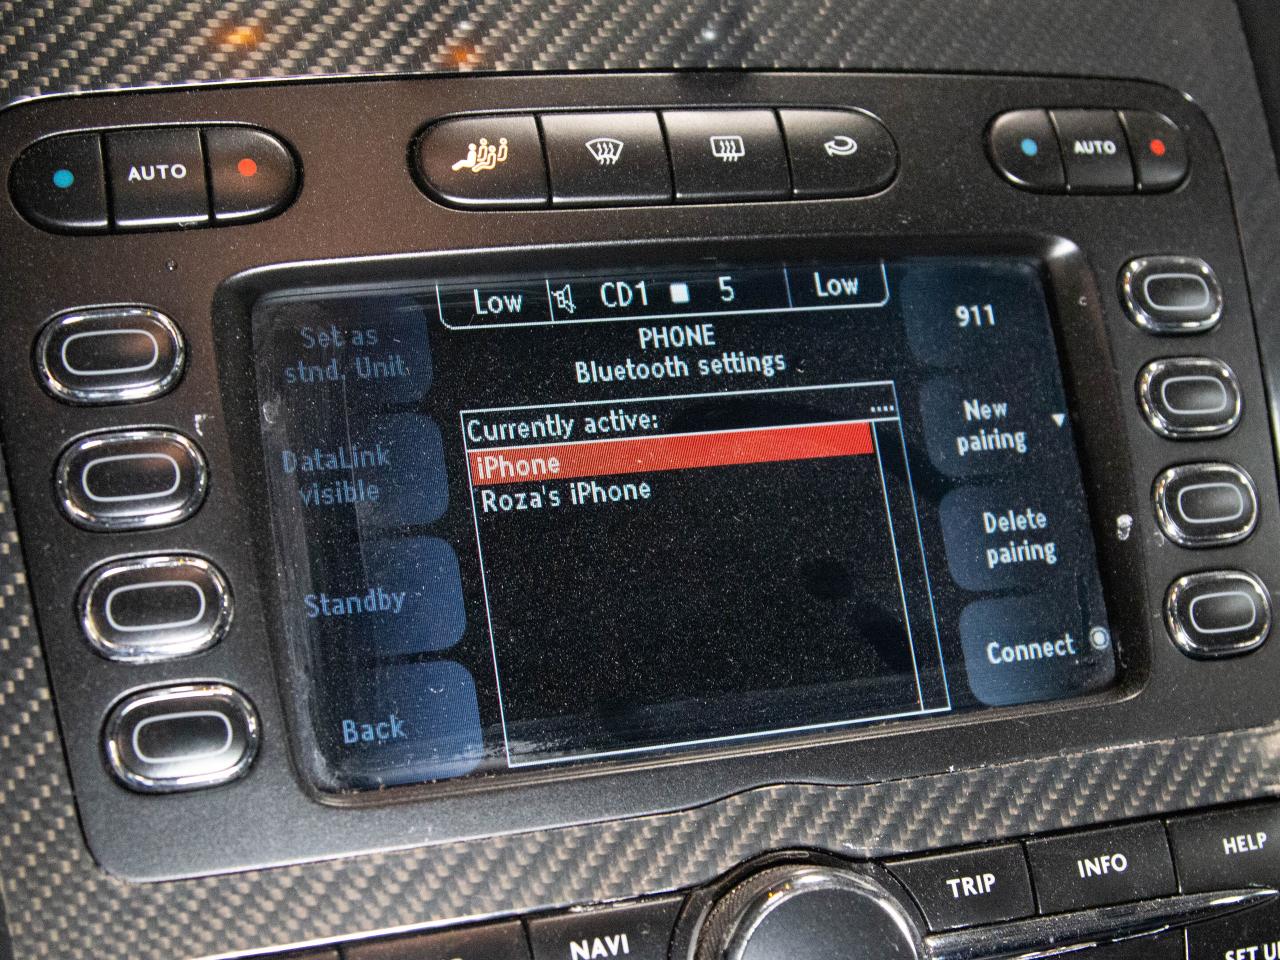 AUTO
AUTO
Low
CD1
5
Low
PHONE
Bluetooth settings
Set as
stnd. Unit
DataLink
visible
Standby
Back
Currently active:
iPhone
Roza's iPhone
911
New
pairing
Delete
pairing
Connect
NAVI
TRIP
INFO
HELP